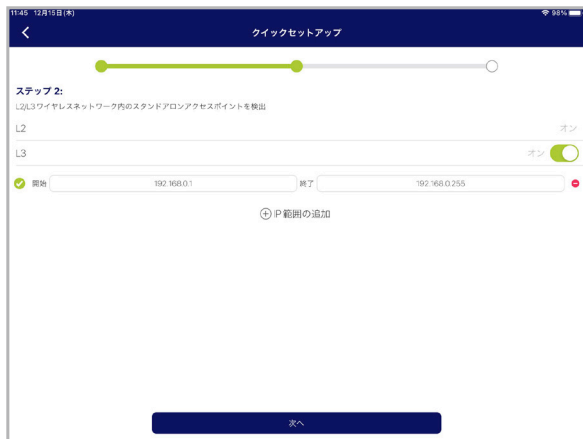 11:45 12月15日(木) 98%
クイックセットアップ
ステップ 2:
L2/L3ワイヤレスネットワーク内のスタンドアロンアクセスポイントを検出
L2 オン
L3 オン
開始 192.168.0.1 終了 192.168.0.255
IP 範囲の追加
次へ